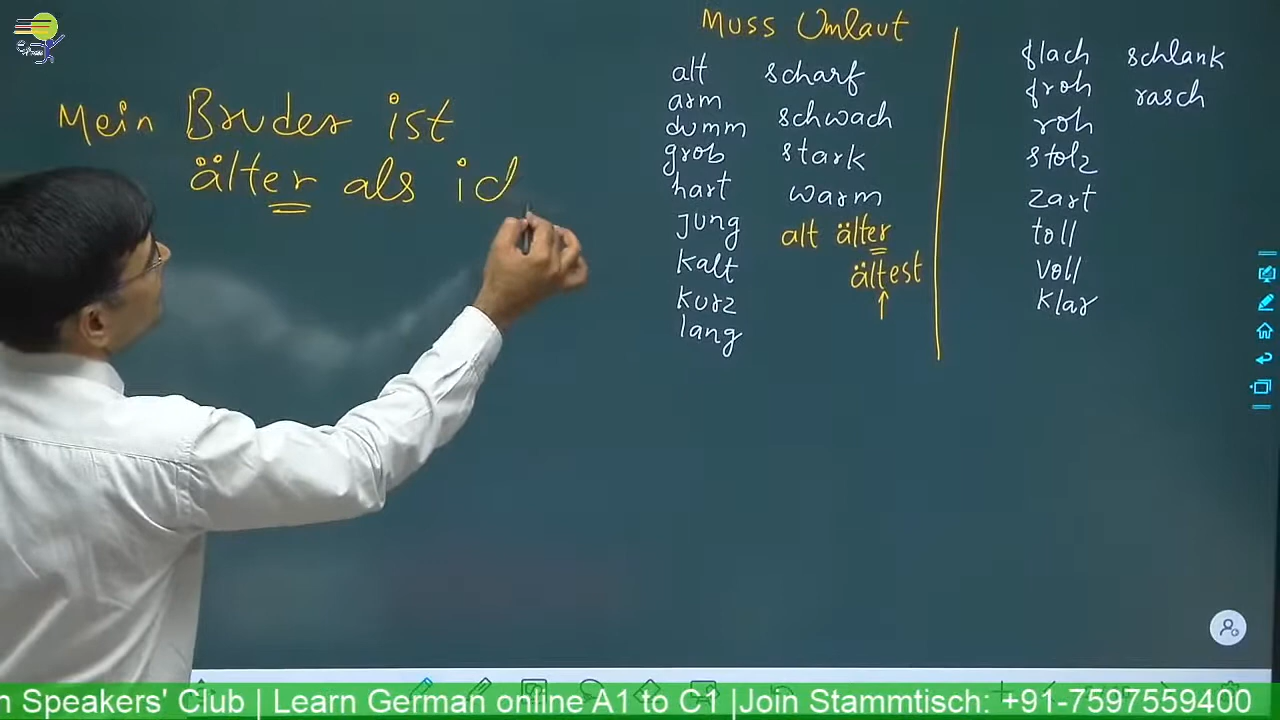 Mein Bruder ist
älter als
Muss Umlaut
alt scharf
arm
dumm schwach
grob stark
hart warm
jung alt älter
kalt ältest
kurz
lang
flach schlank
froh rasch
roh
stolz
zart
toll
voll
klar
Speakers' Club | Learn German online A1 to C1 |Join Stammtisch: +91-7597559400